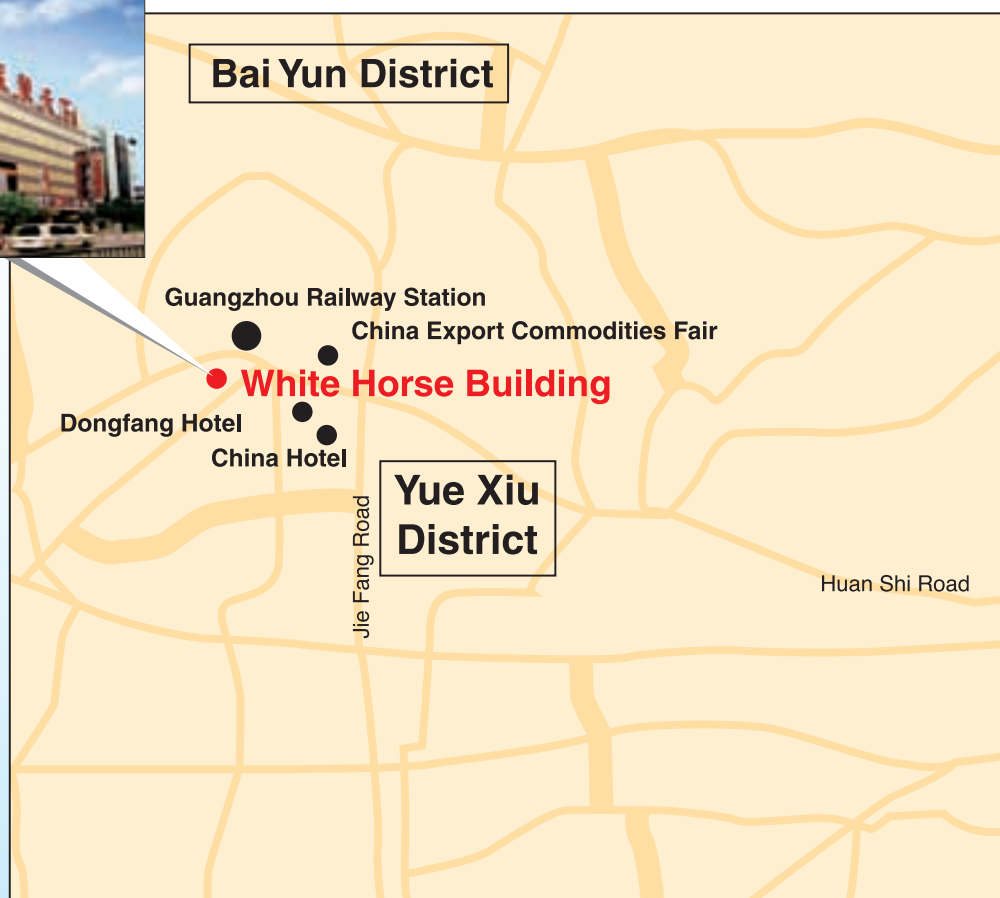 Bai Yun District
Guangzhou Railway Station
China Export Commodities Fair
White Horse Building
Dongfang Hotel
China Hotel
Yue Xiu
District
Jie Fang Road
Huan Shi Road